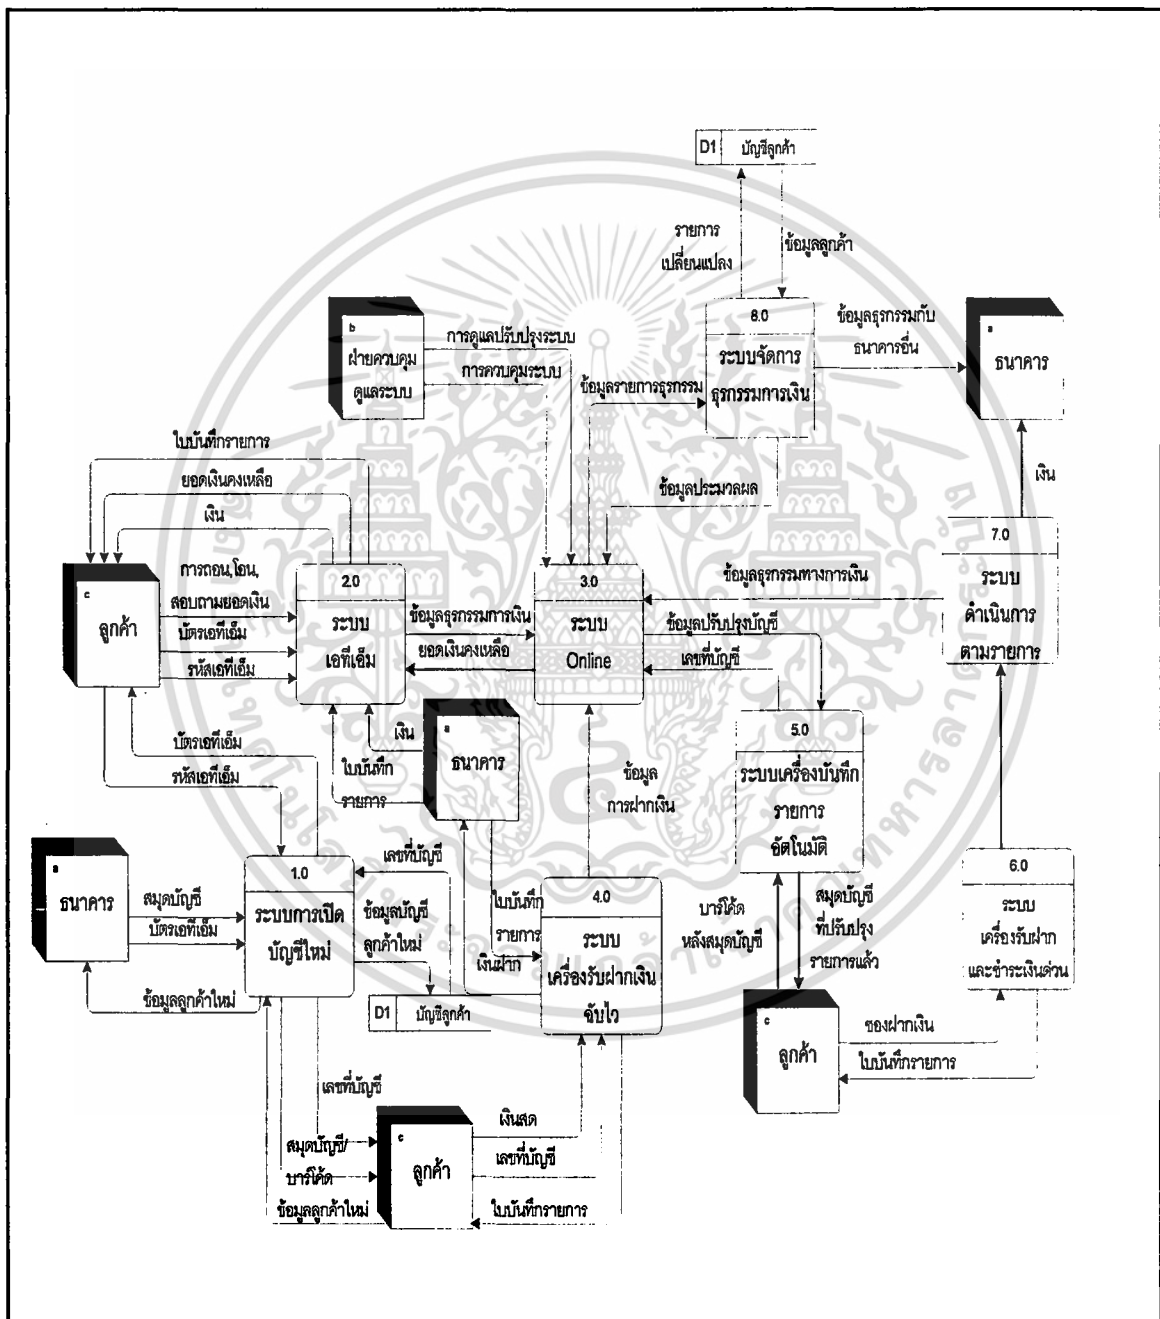 D1 บัญชีลูกค้า
รายการ
เปลี่ยนแปลง
ข้อมูลลูกค้า
b
ฝ่ายควบคุม
ดูแลระบบ
การดูแลปรับปรุงระบบ
การควบคุมระบบ
ข้อมูลรายการธุรกรรม
8.0
ระบบจัดการ
ธุรกรรมการเงิน
ข้อมูลธุรกรรมกับ
ธนาคารอื่น
a
ธนาคาร
ใบบันทึกรายการ
ยอดเงินคงเหลือ
เงิน
ข้อมูลประมวลผล
เงิน
c
ลูกค้า
การถอน,โอน,
สอบถามยอดเงิน
บัตรเอทีเอ็ม
รหัสเอทีเอ็ม
2.0
ระบบ
เอทีเอ็ม
ข้อมูลธุรกรรมการเงิน
ยอดเงินคงเหลือ
3.0
ระบบ
Online
ข้อมูลธุรกรรมทางการเงิน
ข้อมูลปรับปรุงบัญชี
เลขที่บัญชี
7.0
ระบบ
ดำเนินการ
ตามรายการ
บัตรเอทีเอ็ม
รหัสเอทีเอ็ม
เงิน
ใบบันทึก
รายการ
a
ธนาคาร
ข้อมูล
การฝากเงิน
5.0
ระบบเครื่องบันทึก
รายการ
อัตโนมัติ
a
ธนาคาร
สมุดบัญชี
บัตรเอทีเอ็ม
ข้อมูลลูกค้าใหม่
1.0
ระบบการเปิด
บัญชีใหม่
เลขที่บัญชี
ข้อมูลบัญชี
ลูกค้าใหม่
D1 บัญชีลูกค้า
ใบบันทึก
รายการ
เงินฝาก
4.0
ระบบ
เครื่องรับฝากเงิน
ฉับไว
บาร์โค้ด
หลังสมุดบัญชี
สมุดบัญชี
ที่ปรับปรุง
รายการแล้ว
6.0
ระบบ
เครื่องรับฝาก
และชำระเงินด่วน
c
ลูกค้า
ซองฝากเงิน
ใบบันทึกรายการ
เลขที่บัญชี
สมุดบัญชี/
บาร์โค้ด
ข้อมูลลูกค้าใหม่
c
ลูกค้า
เงินสด
เลขที่บัญชี
ใบบันทึกรายการ